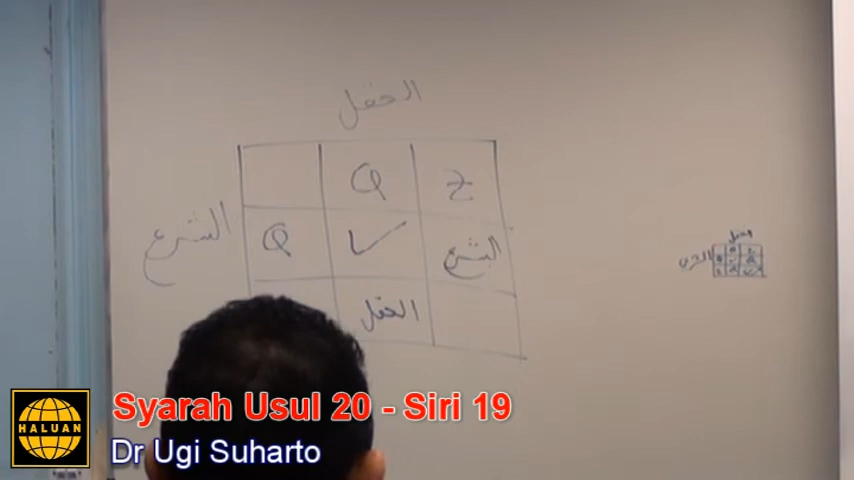 العقل
Q ج
الشرع Q ✓ الشرع
العقل
Syarah Usul 20 - Siri 19
HALUAN
Dr Ugi Suharto